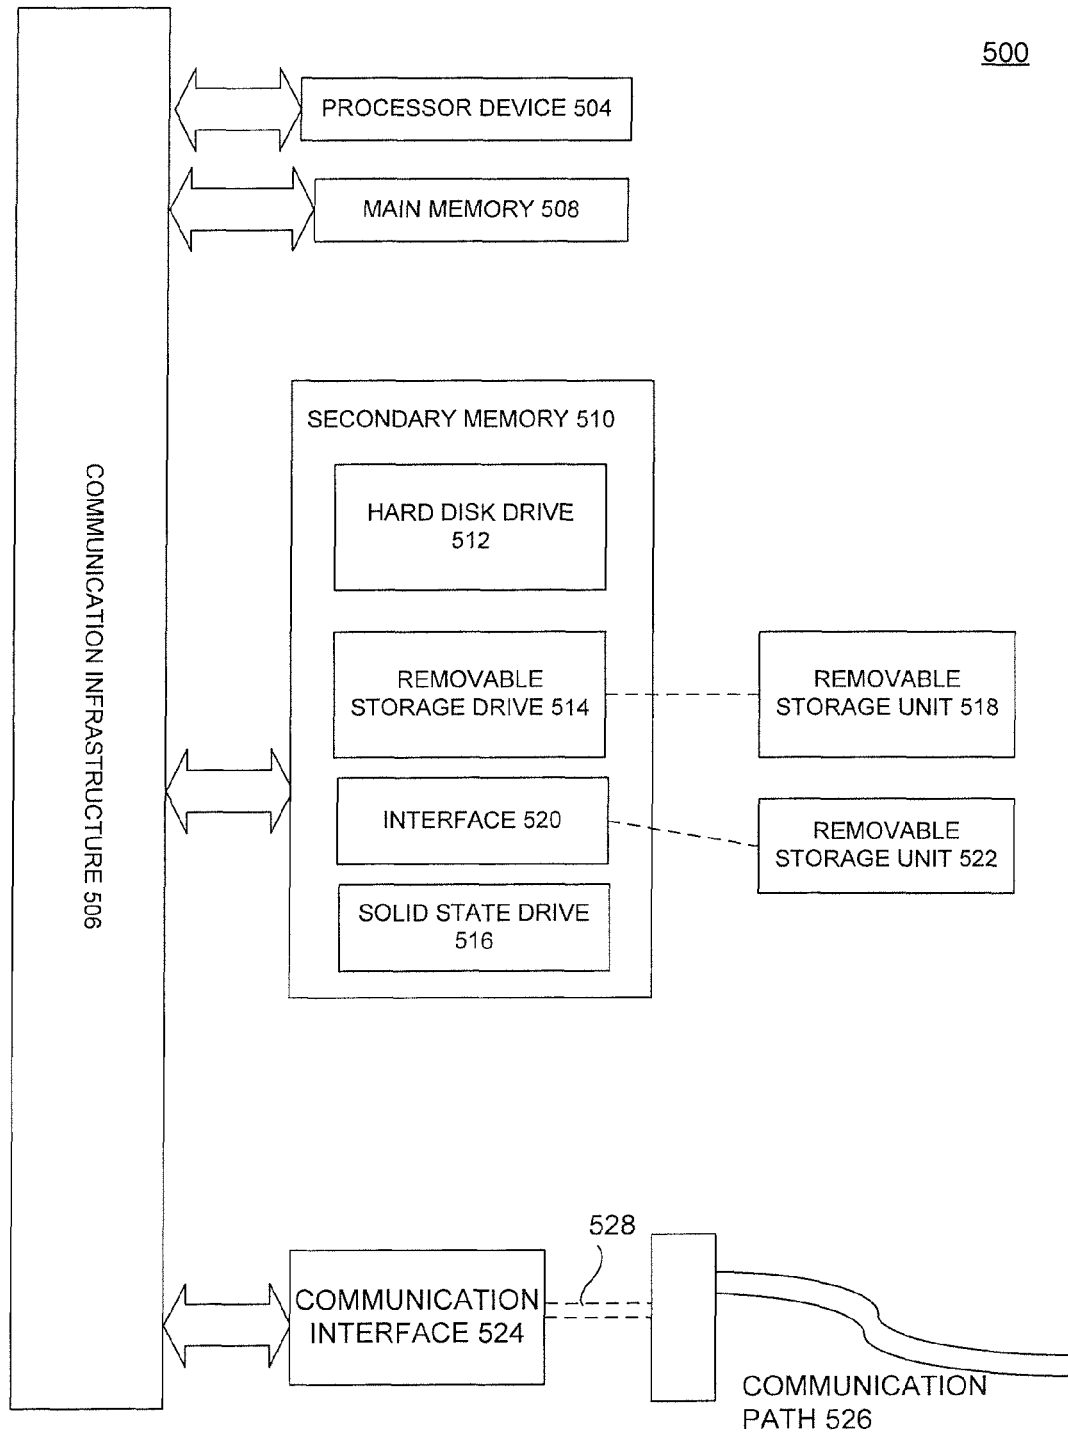 500
PROCESSOR DEVICE 504
MAIN MEMORY 508
SECONDARY MEMORY 510
HARD DISK DRIVE
512
REMOVABLE
STORAGE DRIVE 514
REMOVABLE
STORAGE UNIT 518
INTERFACE 520
REMOVABLE
STORAGE UNIT 522
SOLID STATE DRIVE
516
COMMUNICATION INFRASTRUCTURE 506
528
COMMUNICATION
INTERFACE 524
COMMUNICATION
PATH 526